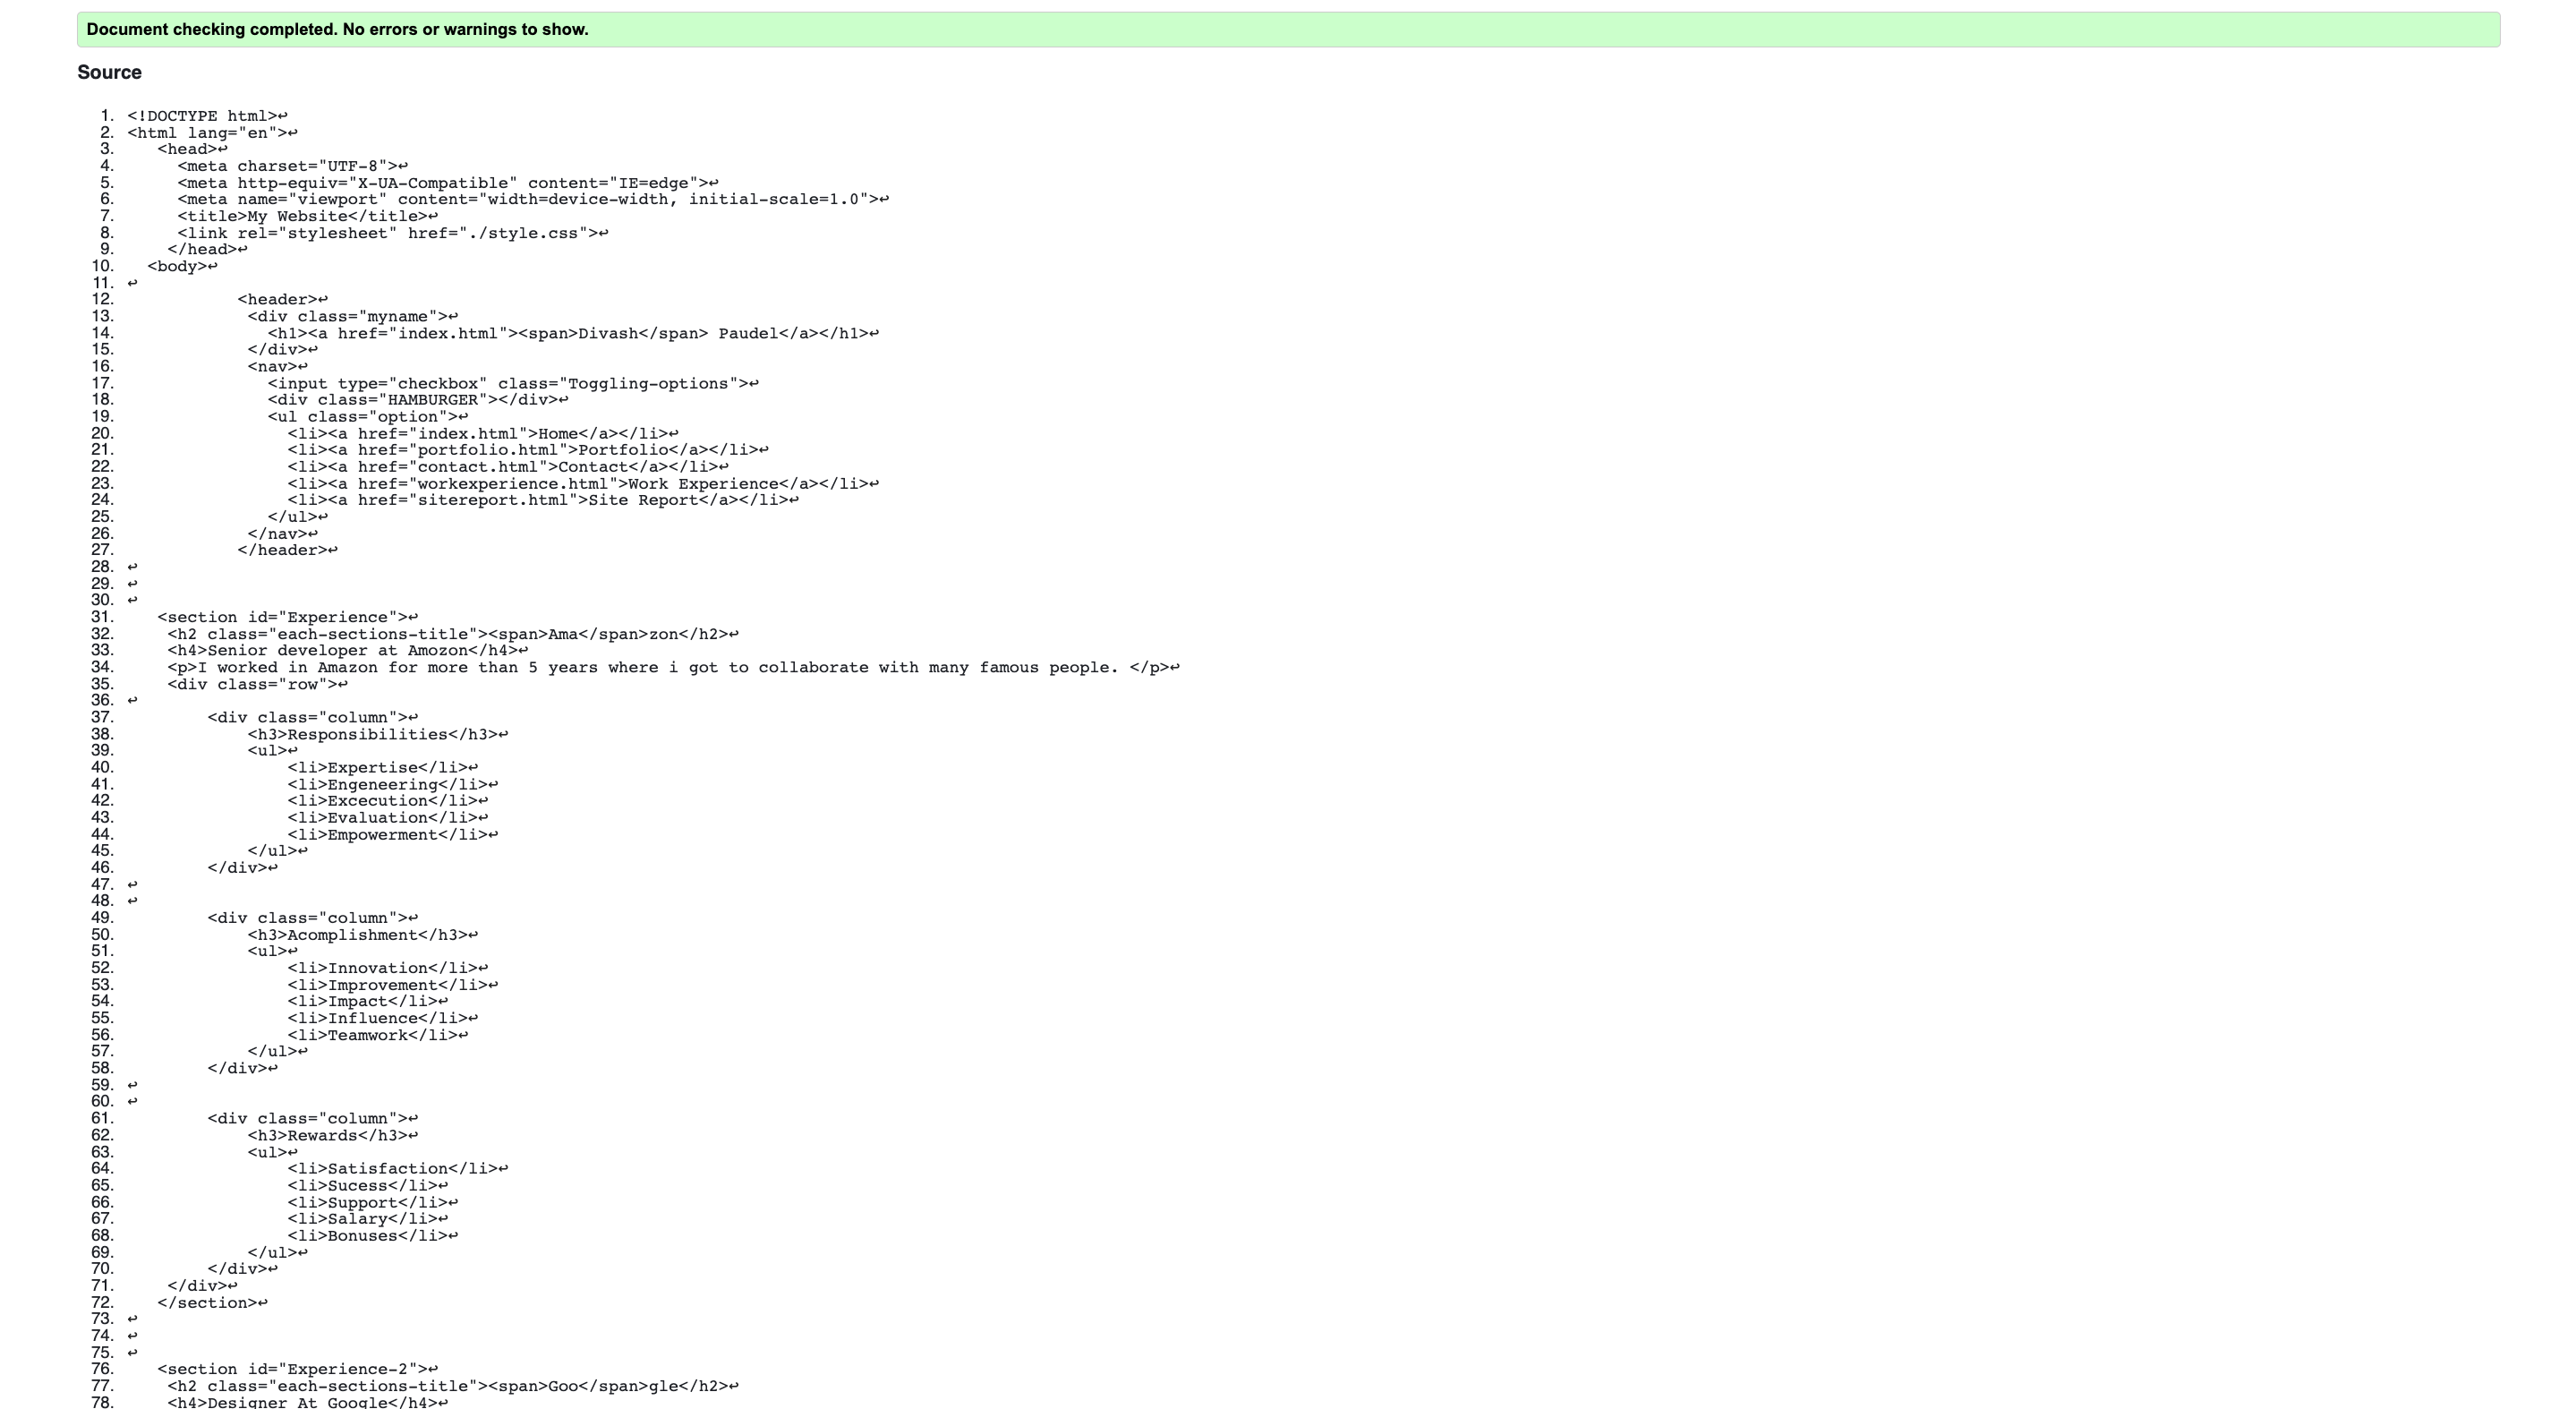 Document checking completed. No errors or warnings to show.
Source
1. <!DOCTYPE html>↩
2. <html lang="en">↩
3.    <head>↩
4.      <meta charset="UTF-8">↩
5.      <meta http-equiv="X-UA-Compatible" content="IE=edge">↩
6.      <meta name="viewport" content="width=device-width, initial-scale=1.0">↩
7.      <title>My Website</title>↩
8.      <link rel="stylesheet" href="./style.css">↩
9.     </head>↩
10.   <body>↩
11. ↩
12.            <header>↩
13.             <div class="myname">↩
14.               <h1><a href="index.html"><span>Divash</span> Paudel</a></h1>↩
15.             </div>↩
16.             <nav>↩
17.               <input type="checkbox" class="Toggling-options">↩
18.               <div class="HAMBURGER"></div>↩
19.               <ul class="option">↩
20.                 <li><a href="index.html">Home</a></li>↩
21.                 <li><a href="portfolio.html">Portfolio</a></li>↩
22.                 <li><a href="contact.html">Contact</a></li>↩
23.                 <li><a href="workexperience.html">Work Experience</a></li>↩
24.                 <li><a href="sitereport.html">Site Report</a></li>↩
25.               </ul>↩
26.             </nav>↩
27.            </header>↩
28. ↩
29. ↩
30. ↩
31.    <section id="Experience">↩
32.     <h2 class="each-sections-title"><span>Ama</span>zon</h2>↩
33.     <h4>Senior developer at Amozon</h4>↩
34.     <p>I worked in Amazon for more than 5 years where i got to collaborate with many famous people. </p>↩
35.     <div class="row">↩
36. ↩
37.         <div class="column">↩
38.             <h3>Responsibilities</h3>↩
39.             <ul>↩
40.                 <li>Expertise</li>↩
41.                 <li>Engeneering</li>↩
42.                 <li>Excecution</li>↩
43.                 <li>Evaluation</li>↩
44.                 <li>Empowerment</li>↩
45.             </ul>↩
46.         </div>↩
47. ↩
48. ↩
49.         <div class="column">↩
50.             <h3>Acomplishment</h3>↩
51.             <ul>↩
52.                 <li>Innovation</li>↩
53.                 <li>Improvement</li>↩
54.                 <li>Impact</li>↩
55.                 <li>Influence</li>↩
56.                 <li>Teamwork</li>↩
57.             </ul>↩
58.         </div>↩
59. ↩
60. ↩
61.         <div class="column">↩
62.             <h3>Rewards</h3>↩
63.             <ul>↩
64.                 <li>Satisfaction</li>↩
65.                 <li>Sucess</li>↩
66.                 <li>Support</li>↩
67.                 <li>Salary</li>↩
68.                 <li>Bonuses</li>↩
69.             </ul>↩
70.         </div>↩
71.     </div>↩
72.    </section>↩
73. ↩
74. ↩
75. ↩
76.    <section id="Experience-2">↩
77.     <h2 class="each-sections-title"><span>Goo</span>gle</h2>↩
78.     <h4>Designer At Google</h4>↩